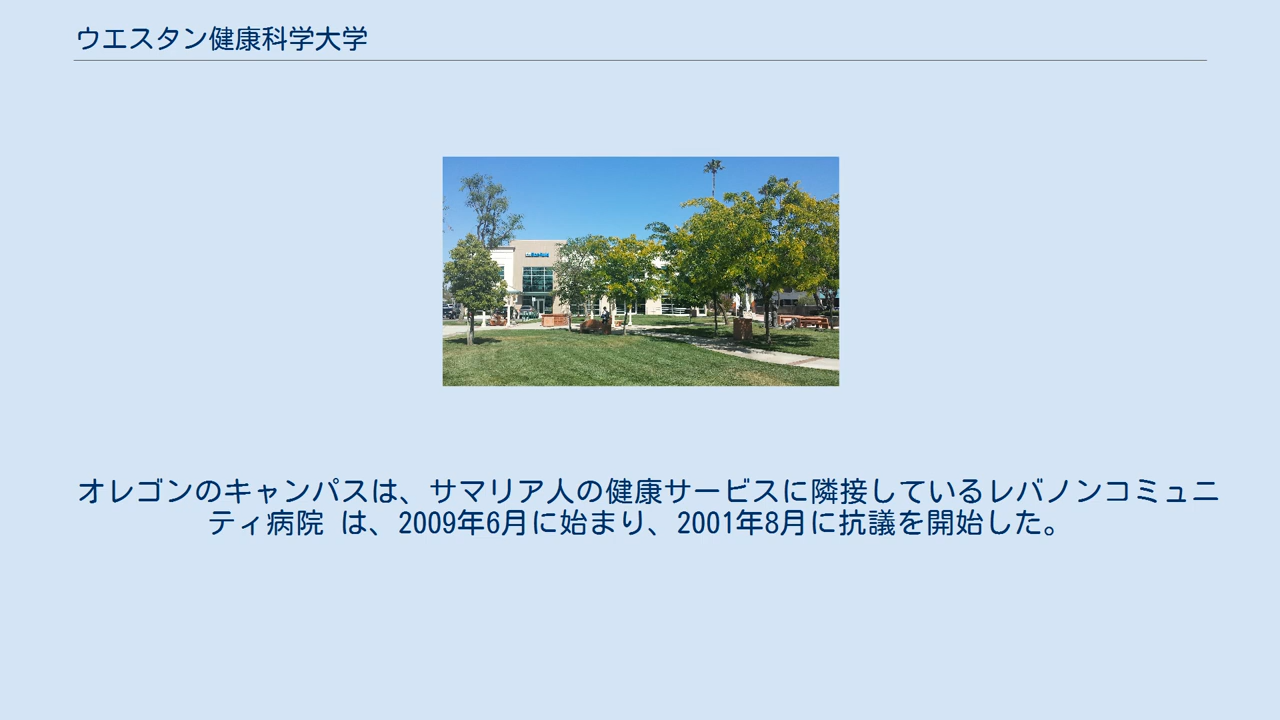 ウエスタン健康科学大学
オレゴンのキャンパスは、サマリア人の健康サービスに隣接しているレバノンコミュニ
ティ病院 は、2009年6月に始まり、2001年8月に抗議を開始した。